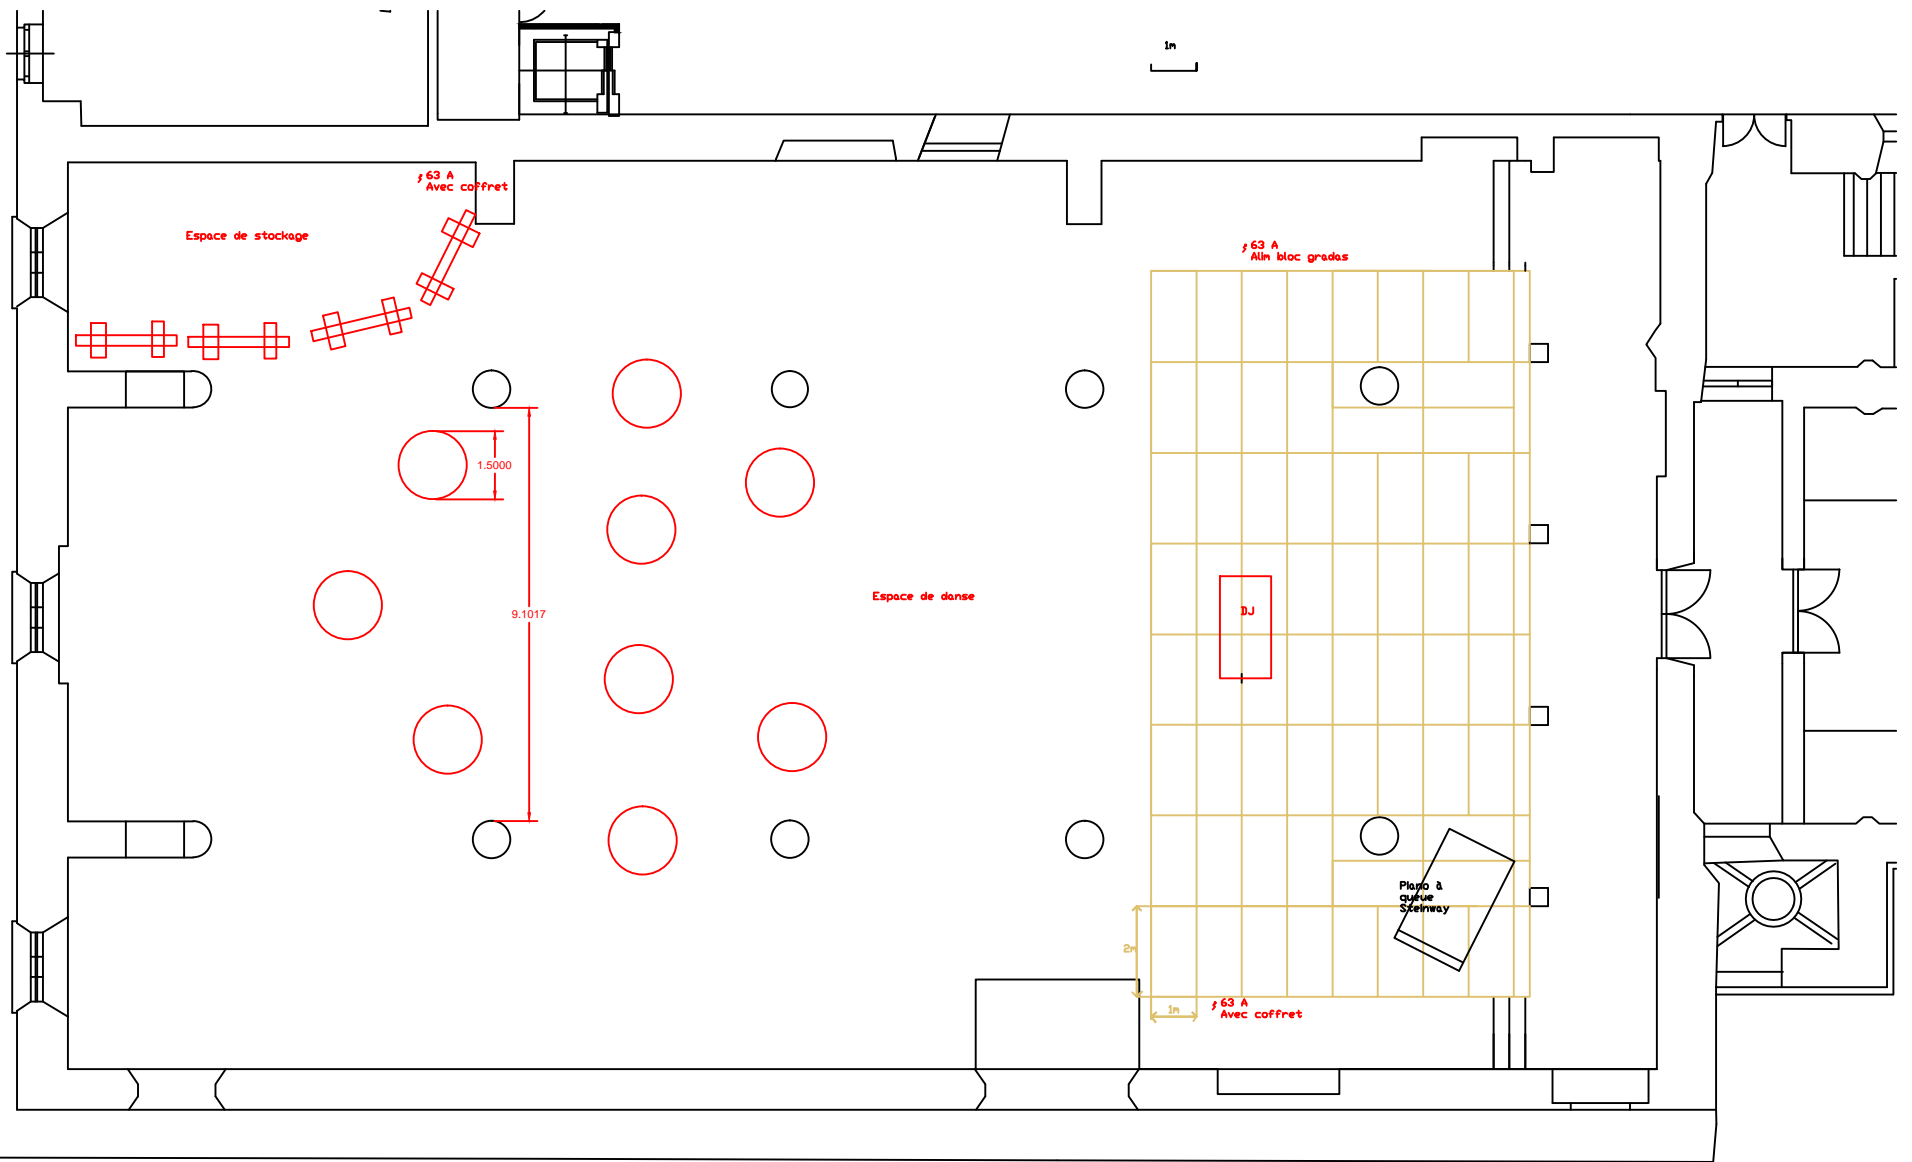 1m
63 A
Avec coffret
Espace de stockage
63 A
Alim bloc gradas
1.5000
Espace de danse
DJ
9.1017
Piano à
queue
Steinway
2m
1m
63 A
Avec coffret